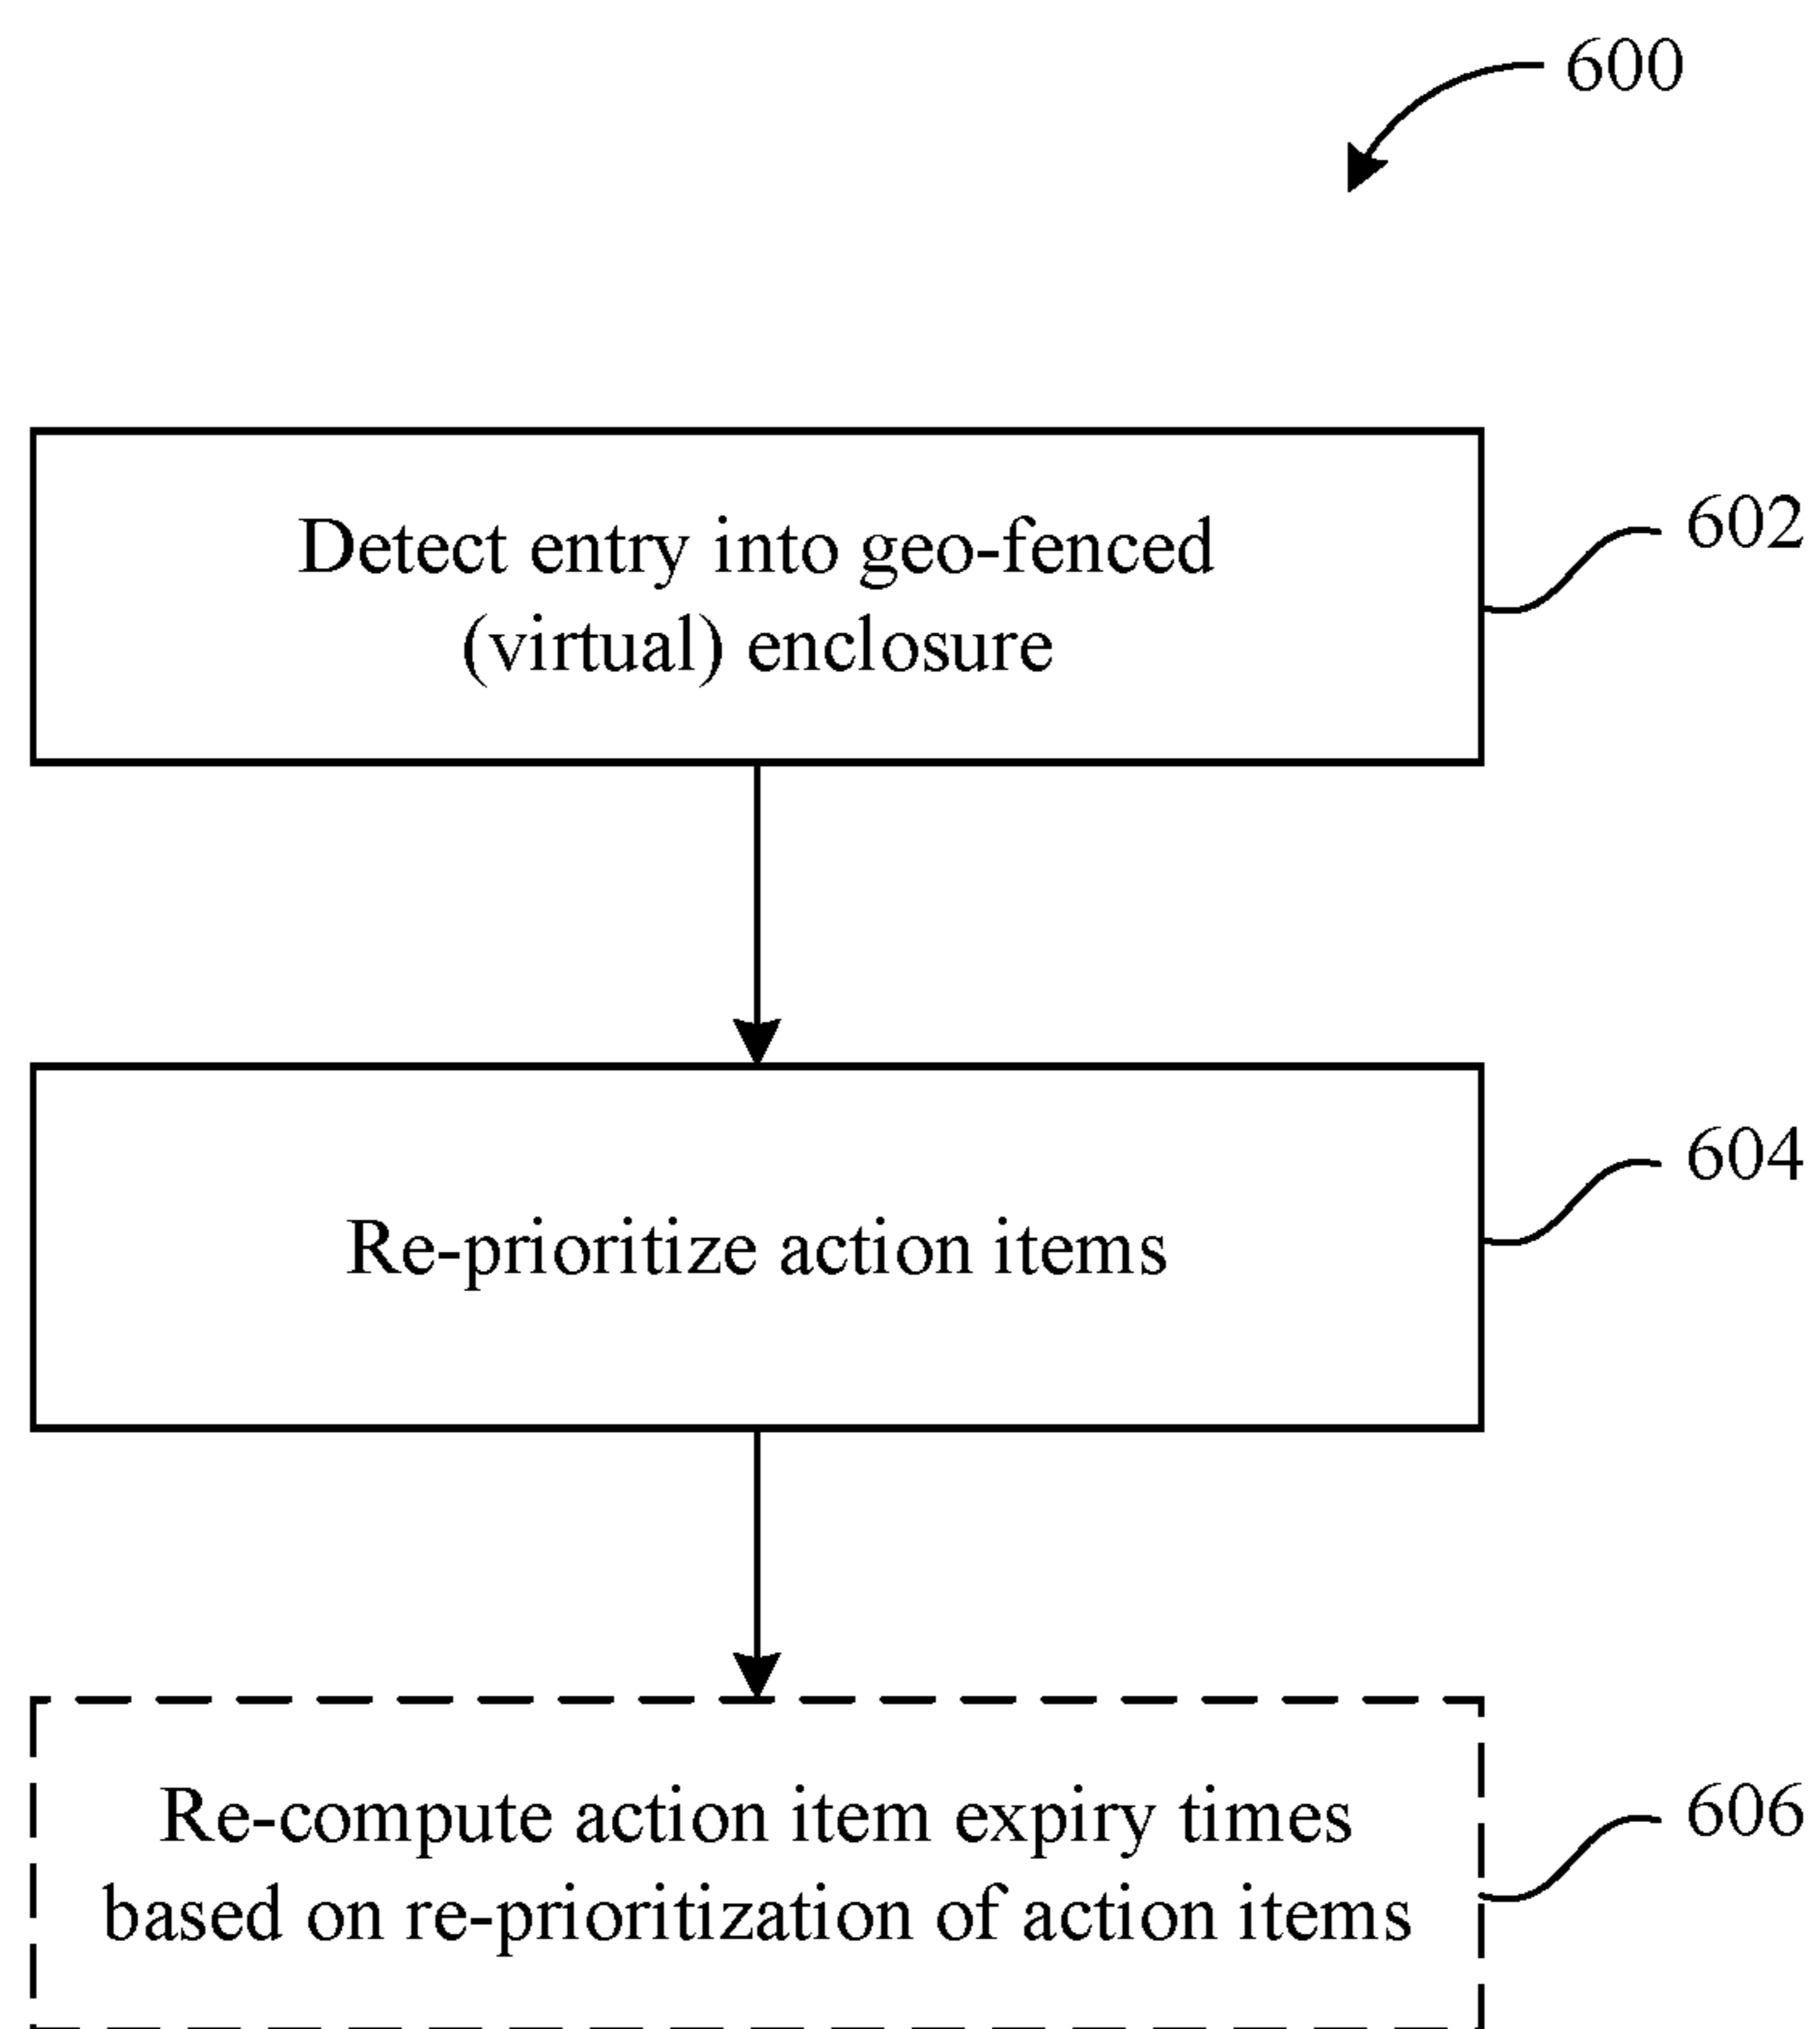 600
Detect entry into geo-fenced
(virtual) enclosure
602
Re-prioritize action items
604
Re-compute action item expiry times
based on re-prioritization of action items
606